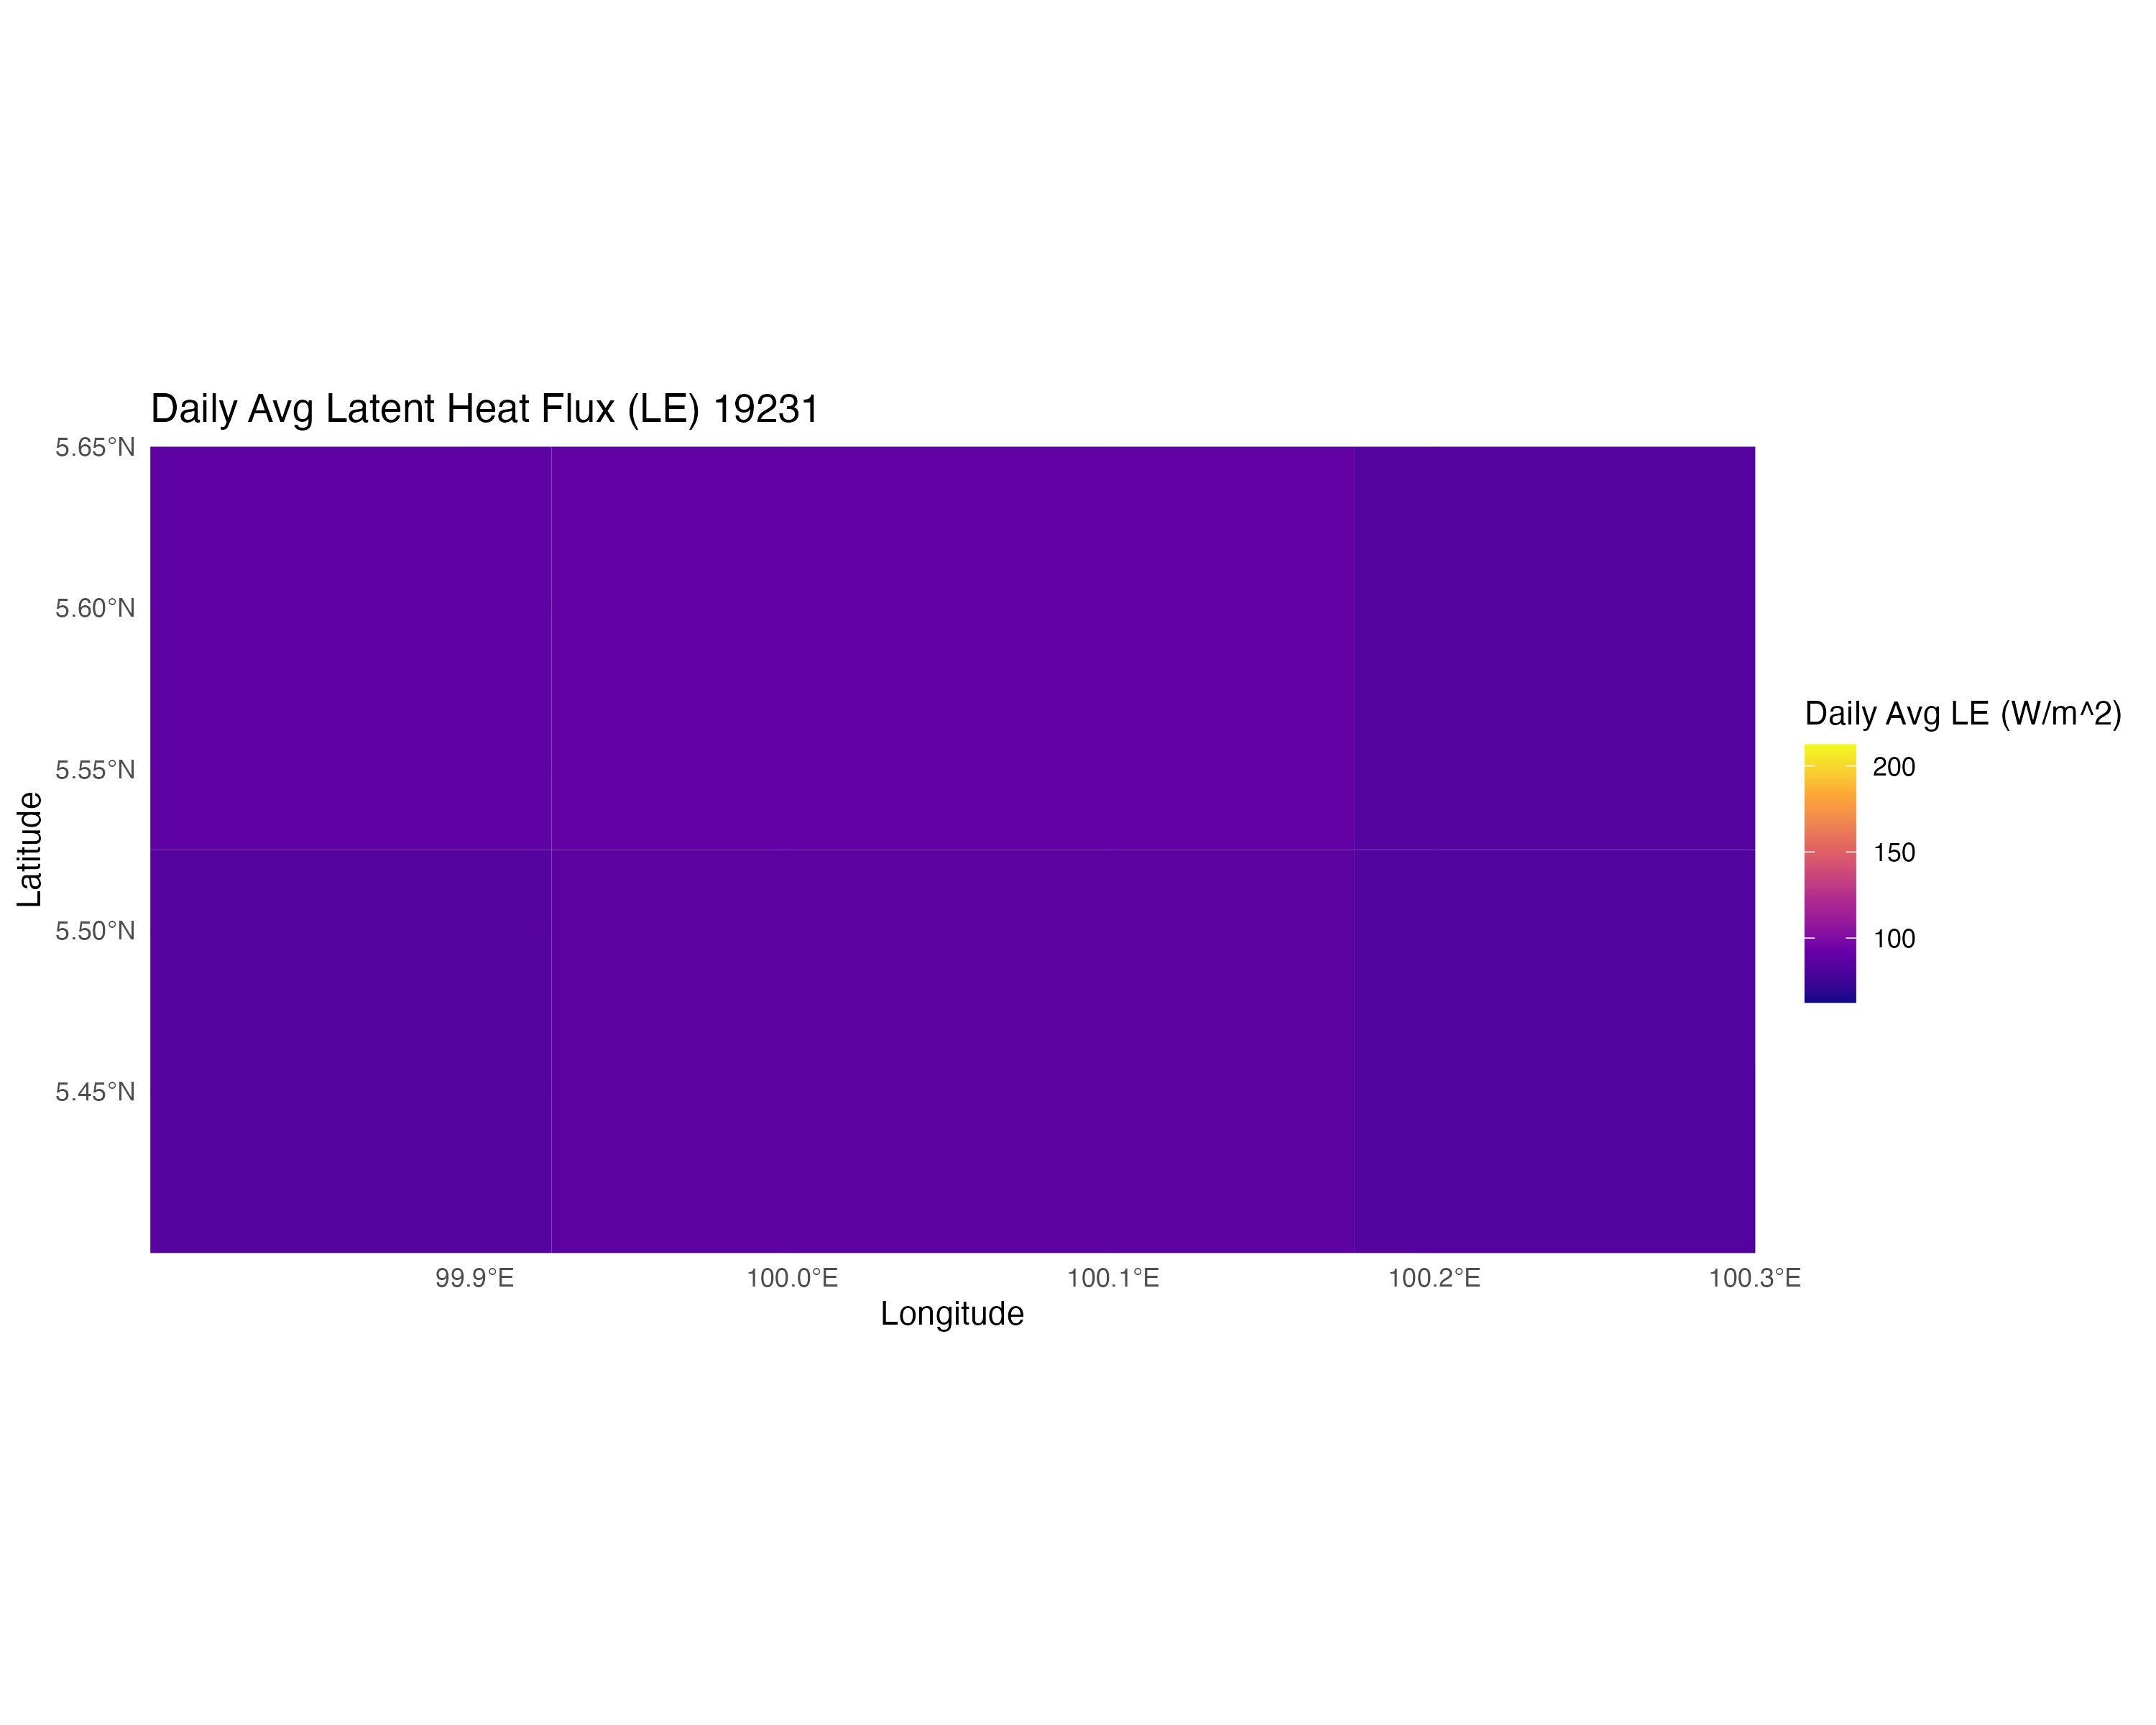 Daily Avg Latent Heat Flux (LE) 19231
5.65°N
5.60°N
5.55°N
5.50°N
5.45°N
Latitude
99.9°E
100.0°E
100.1°E
100.2°E
100.3°E
Longitude
Daily Avg LE (W/m^2)
200
150
100